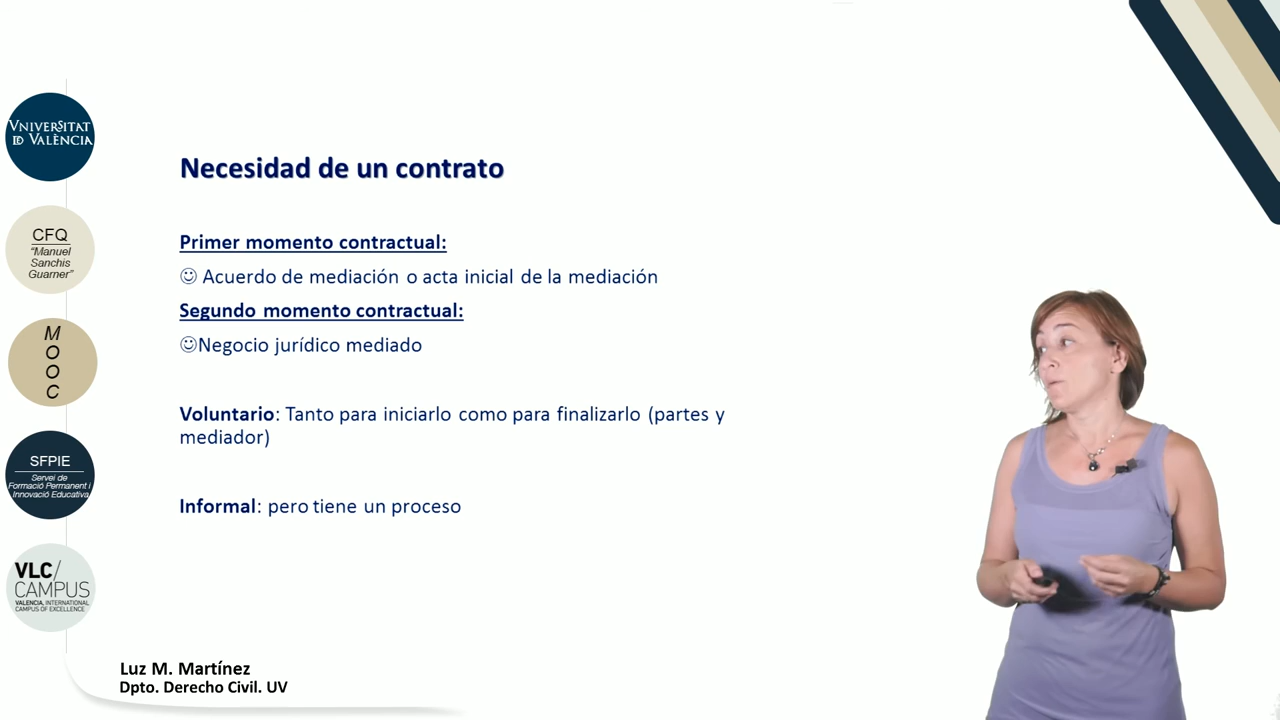 VNIVERSITAT
DE VALÈNCIA
CFQ
"Manuel
Sanchis
Guarner"
M
O
O
C
SFPIE
Servei de
Formació Permanent i
Innovació Educativa
VLC/
CAMPUS
VALENCIA, INTERNATIONAL
CAMPUS OF EXCELLENCE
Necesidad de un contrato
Primer momento contractual:
☺ Acuerdo de mediación o acta inicial de la mediación
Segundo momento contractual:
☺Negocio jurídico mediado
Voluntario: Tanto para iniciarlo como para finalizarlo (partes y
mediador)
Informal: pero tiene un proceso
Luz M. Martínez
Dpto. Derecho Civil. UV